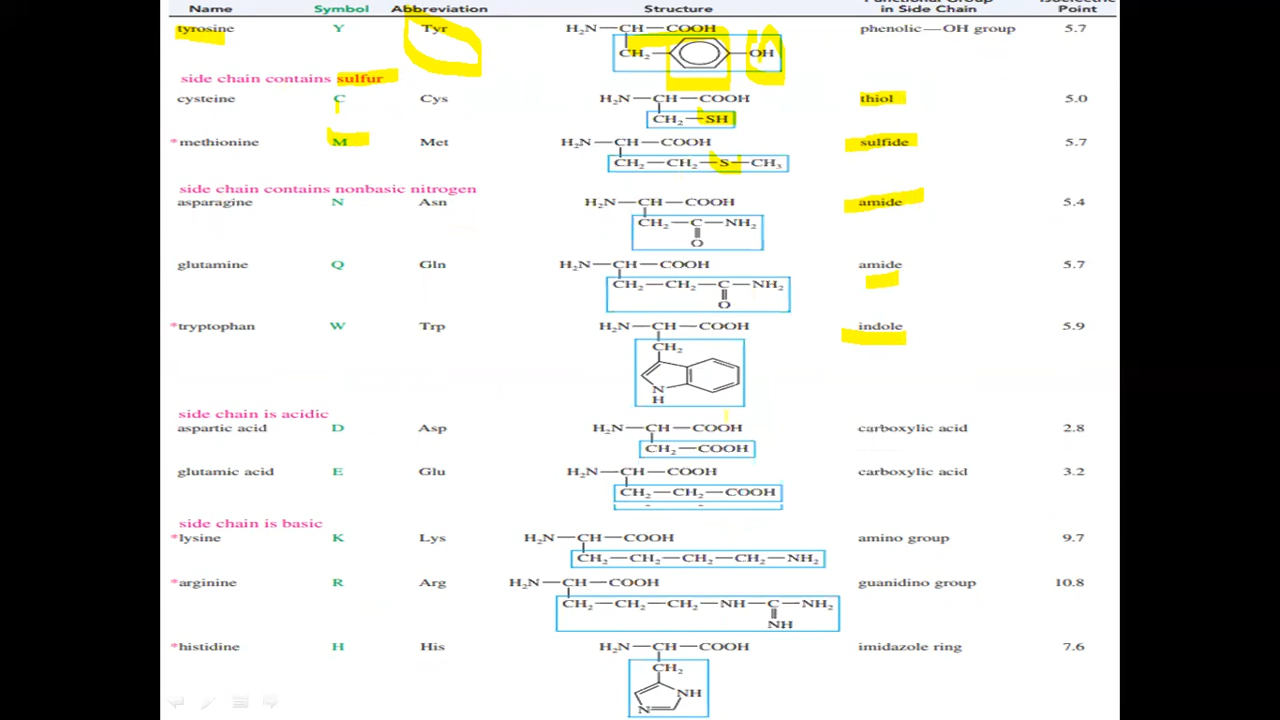 Name Symbol Abbreviation Structure Functional Group in Side Chain Isoelectric Point
tyrosine Y Tyr H₂N—CH—COOH phenolic—OH group 5.7
CH₂— —OH
side chain contains sulfur
cysteine C Cys H₂N—CH—COOH thiol 5.0
CH₂—SH
*methionine M Met H₂N—CH—COOH sulfide 5.7
CH₂—CH₂—S—CH₃
side chain contains nonbasic nitrogen
asparagine N Asn H₂N—CH—COOH amide 5.4
CH₂—C—NH₂
O
glutamine Q Gln H₂N—CH—COOH amide 5.7
CH₂—CH₂—C—NH₂
O
*tryptophan W Trp H₂N—CH—COOH indole 5.9
CH₂
N
H
side chain is acidic
aspartic acid D Asp H₂N—CH—COOH carboxylic acid 2.8
CH₂—COOH
glutamic acid E Glu H₂N—CH—COOH carboxylic acid 3.2
CH₂—CH₂—COOH
side chain is basic
*lysine K Lys H₂N—CH—COOH amino group 9.7
CH₂—CH₂—CH₂—CH₂—NH₂
*arginine R Arg H₂N—CH—COOH guanidino group 10.8
CH₂—CH₂—CH₂—NH—C—NH₂
NH
*histidine H His H₂N—CH—COOH imidazole ring 7.6
CH₂
NH
N